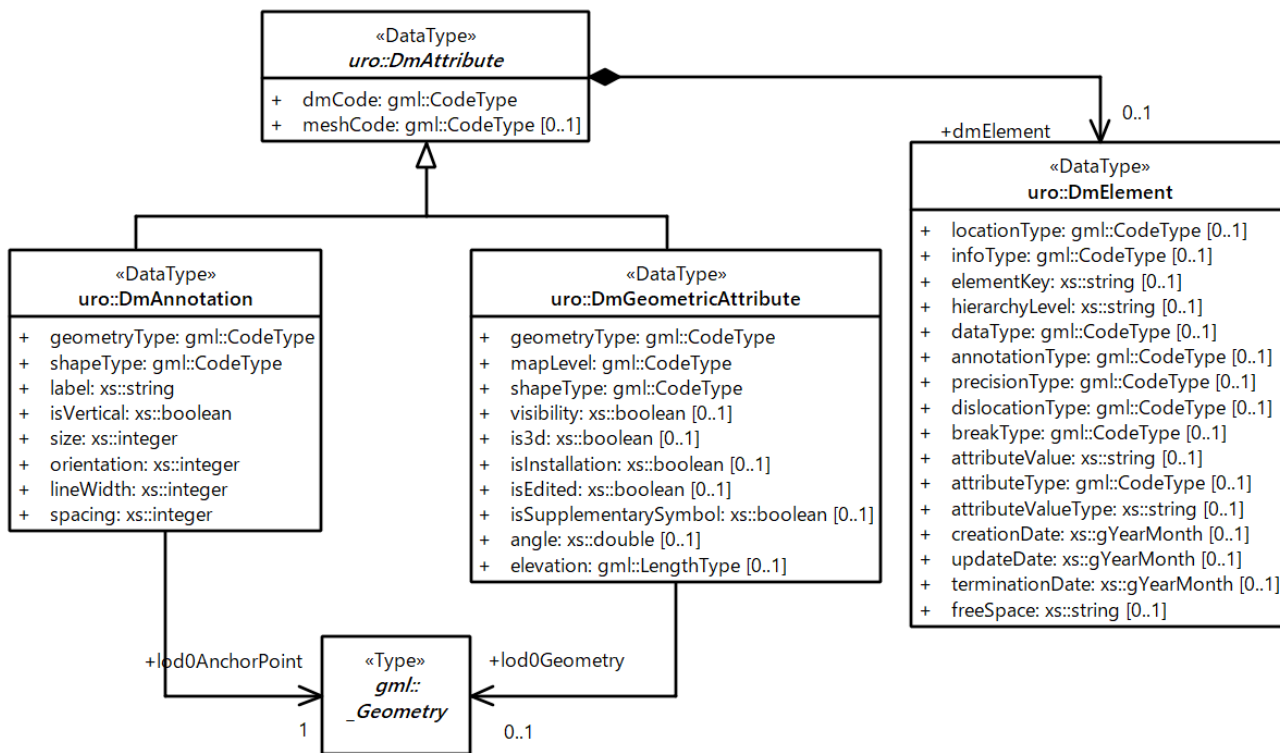 «DataType»
uro::DmAttribute
+ dmCode: gml::CodeType
+ meshCode: gml::CodeType [0..1]
0..1
+dmElement
«DataType»
uro::DmElement
+ locationType: gml::CodeType [0..1]
+ infoType: gml::CodeType [0..1]
+ elementKey: xs::string [0..1]
+ hierarchyLevel: xs::string [0..1]
+ dataType: gml::CodeType [0..1]
+ annotationType: gml::CodeType [0..1]
+ precisionType: gml::CodeType [0..1]
+ dislocationType: gml::CodeType [0..1]
+ breakType: gml::CodeType [0..1]
+ attributeValue: xs::string [0..1]
+ attributeType: gml::CodeType [0..1]
+ attributeValueType: xs::string [0..1]
+ creationDate: xs::gYearMonth [0..1]
+ updateDate: xs::gYearMonth [0..1]
+ terminationDate: xs::gYearMonth [0..1]
+ freeSpace: xs::string [0..1]
«DataType»
uro::DmAnnotation
+ geometryType: gml::CodeType
+ shapeType: gml::CodeType
+ label: xs::string
+ isVertical: xs::boolean
+ size: xs::integer
+ orientation: xs::integer
+ lineWidth: xs::integer
+ spacing: xs::integer
«DataType»
uro::DmGeometricAttribute
+ geometryType: gml::CodeType
+ mapLevel: gml::CodeType
+ shapeType: gml::CodeType
+ visibility: xs::boolean [0..1]
+ is3d: xs::boolean [0..1]
+ isInstallation: xs::boolean [0..1]
+ isEdited: xs::boolean [0..1]
+ isSupplementarySymbol: xs::boolean [0..1]
+ angle: xs::double [0..1]
+ elevation: gml::LengthType [0..1]
+lod0AnchorPoint
1
«Type»
gml::
_Geometry
+lod0Geometry
0..1